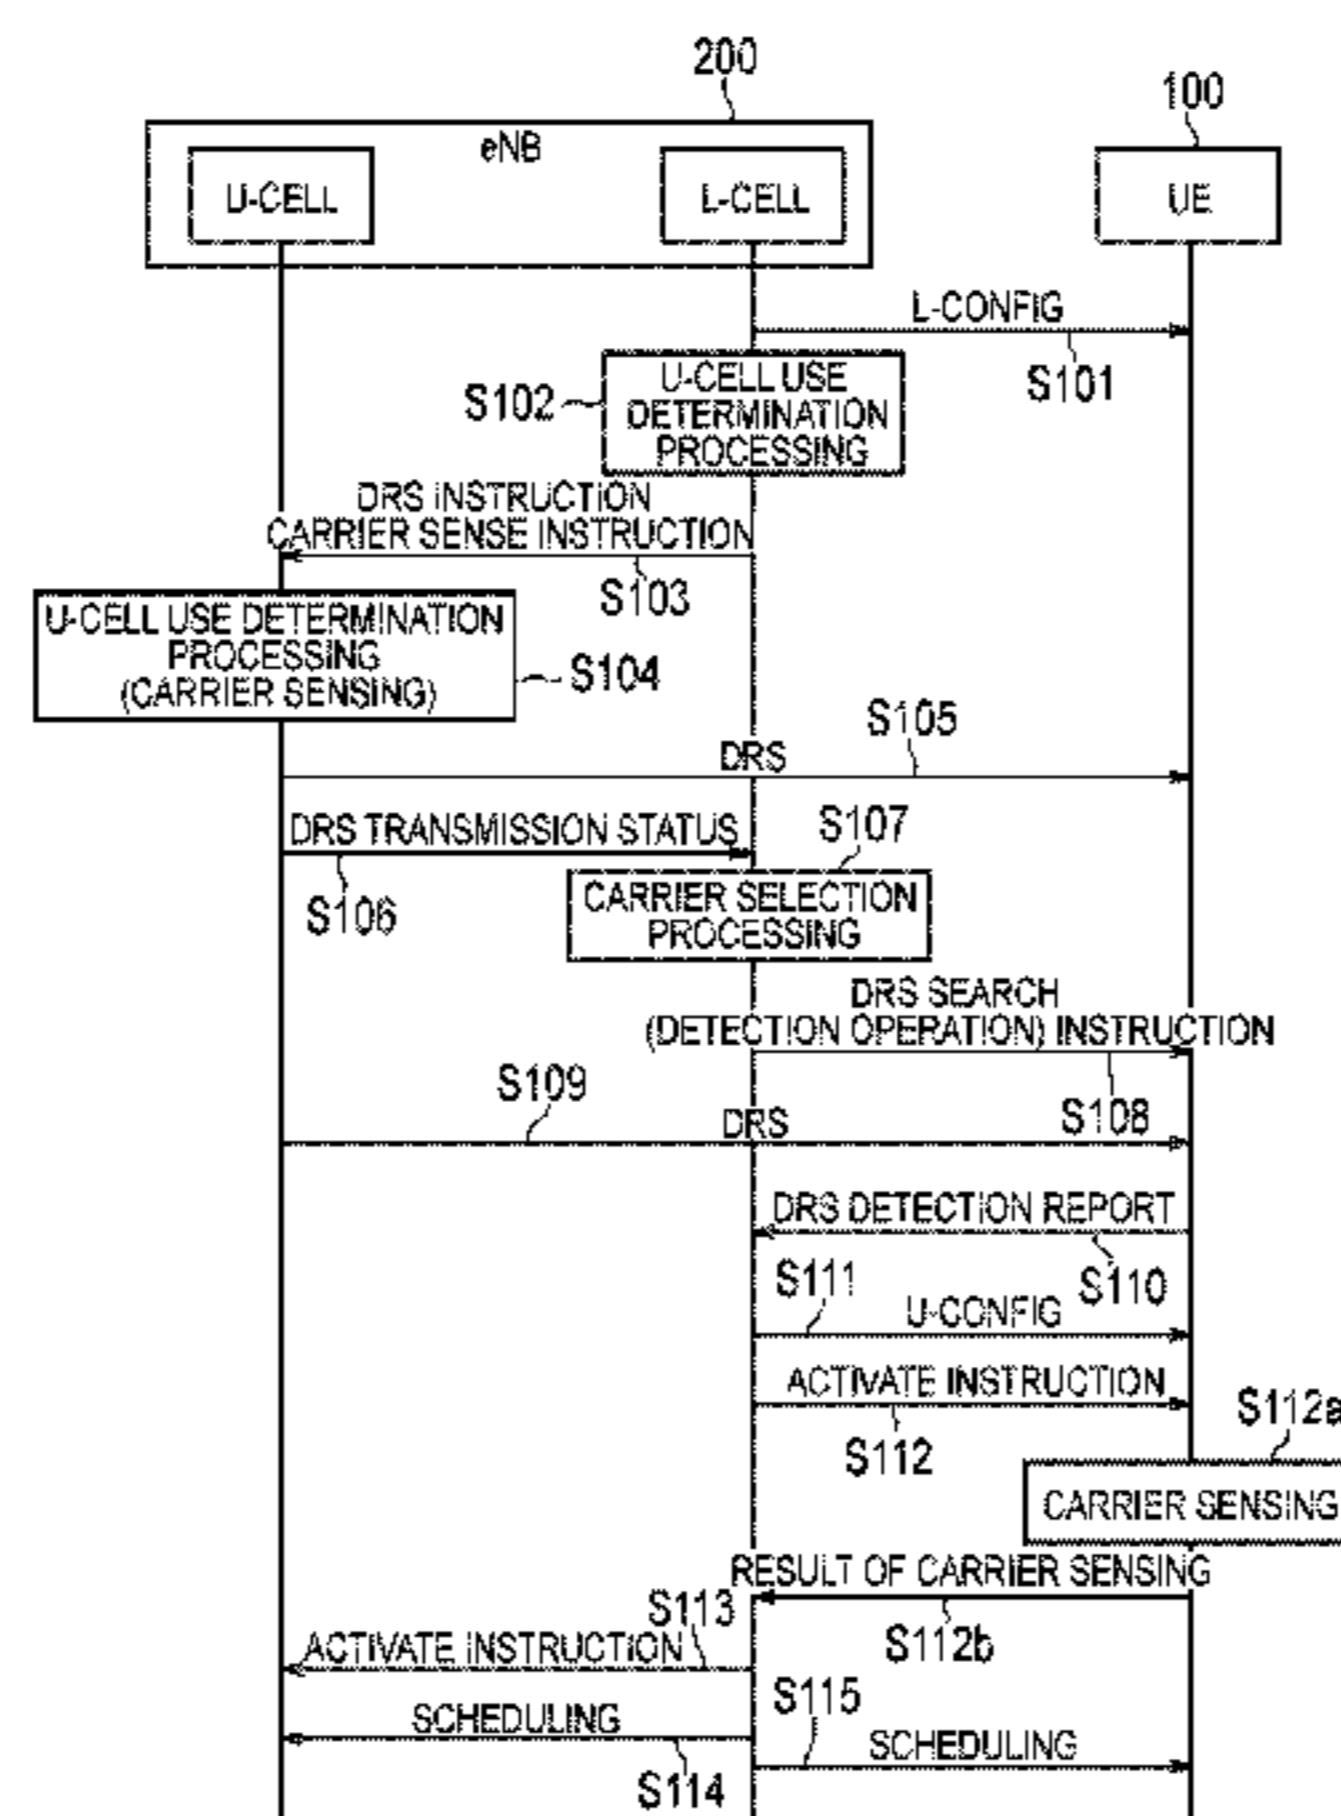 200
100
eNB
U-CELL
L-CELL
UE
L-CONFIG
S101
U-CELL USE
DETERMINATION
PROCESSING
S102
DRS INSTRUCTION
CARRIER SENSE INSTRUCTION
S103
U-CELL USE DETERMINATION
PROCESSING
(CARRIER SENSING)
S104
S105
DRS
DRS TRANSMISSION STATUS
S106
S107
CARRIER SELECTION
PROCESSING
DRS SEARCH
(DETECTION OPERATION) INSTRUCTION
S108
S109
DRS
DRS DETECTION REPORT
S110
S111
U-CONFIG
ACTIVATE INSTRUCTION
S112
S112a
CARRIER SENSING
RESULT OF CARRIER SENSING
S112b
S113
ACTIVATE INSTRUCTION
SCHEDULING
S114
S115
SCHEDULING